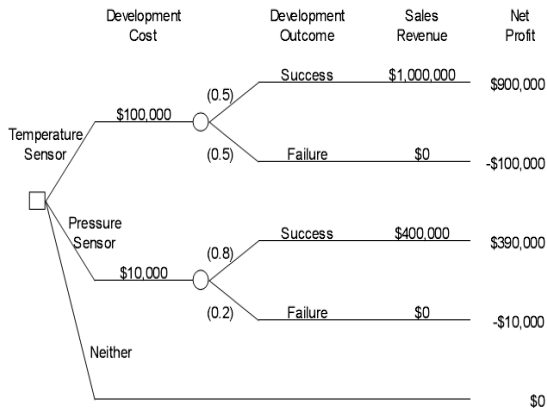 Development Development Sales Net
Cost Outcome Revenue Profit
Success $1,000,000 $900,000
(0.5)
$100,000
Temperature
Sensor
(0.5) Failure $0 -$100,000
Pressure
Sensor
Success $400,000 $390,000
(0.8)
$10,000
(0.2) Failure $0 -$10,000
Neither
$0